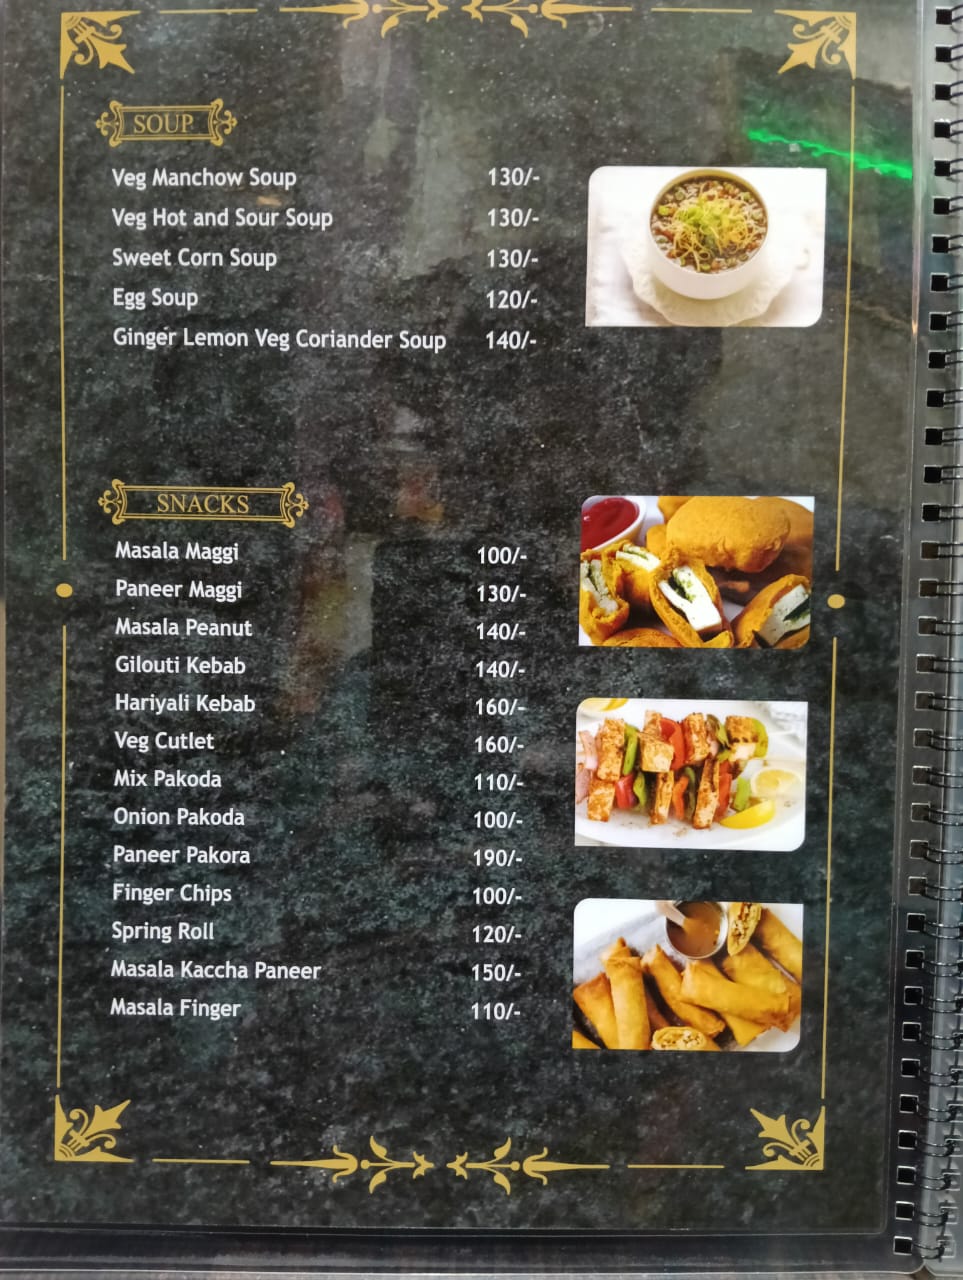 SOUP
Veg Manchow Soup 130/-
Veg Hot and Sour Soup 130/-
Sweet Corn Soup 130/-
Egg Soup 120/-
Ginger Lemon Veg Coriander Soup 140/-
SNACKS
Masala Maggi 100/-
Paneer Maggi 130/-
Masala Peanut 140/-
Gilouti Kebab 140/-
Hariyali Kebab 160/-
Veg Cutlet 160/-
Mix Pakoda 110/-
Onion Pakoda 100/-
Paneer Pakora 190/-
Finger Chips 100/-
Spring Roll 120/-
Masala Kaccha Paneer 150/-
Masala Finger 110/-